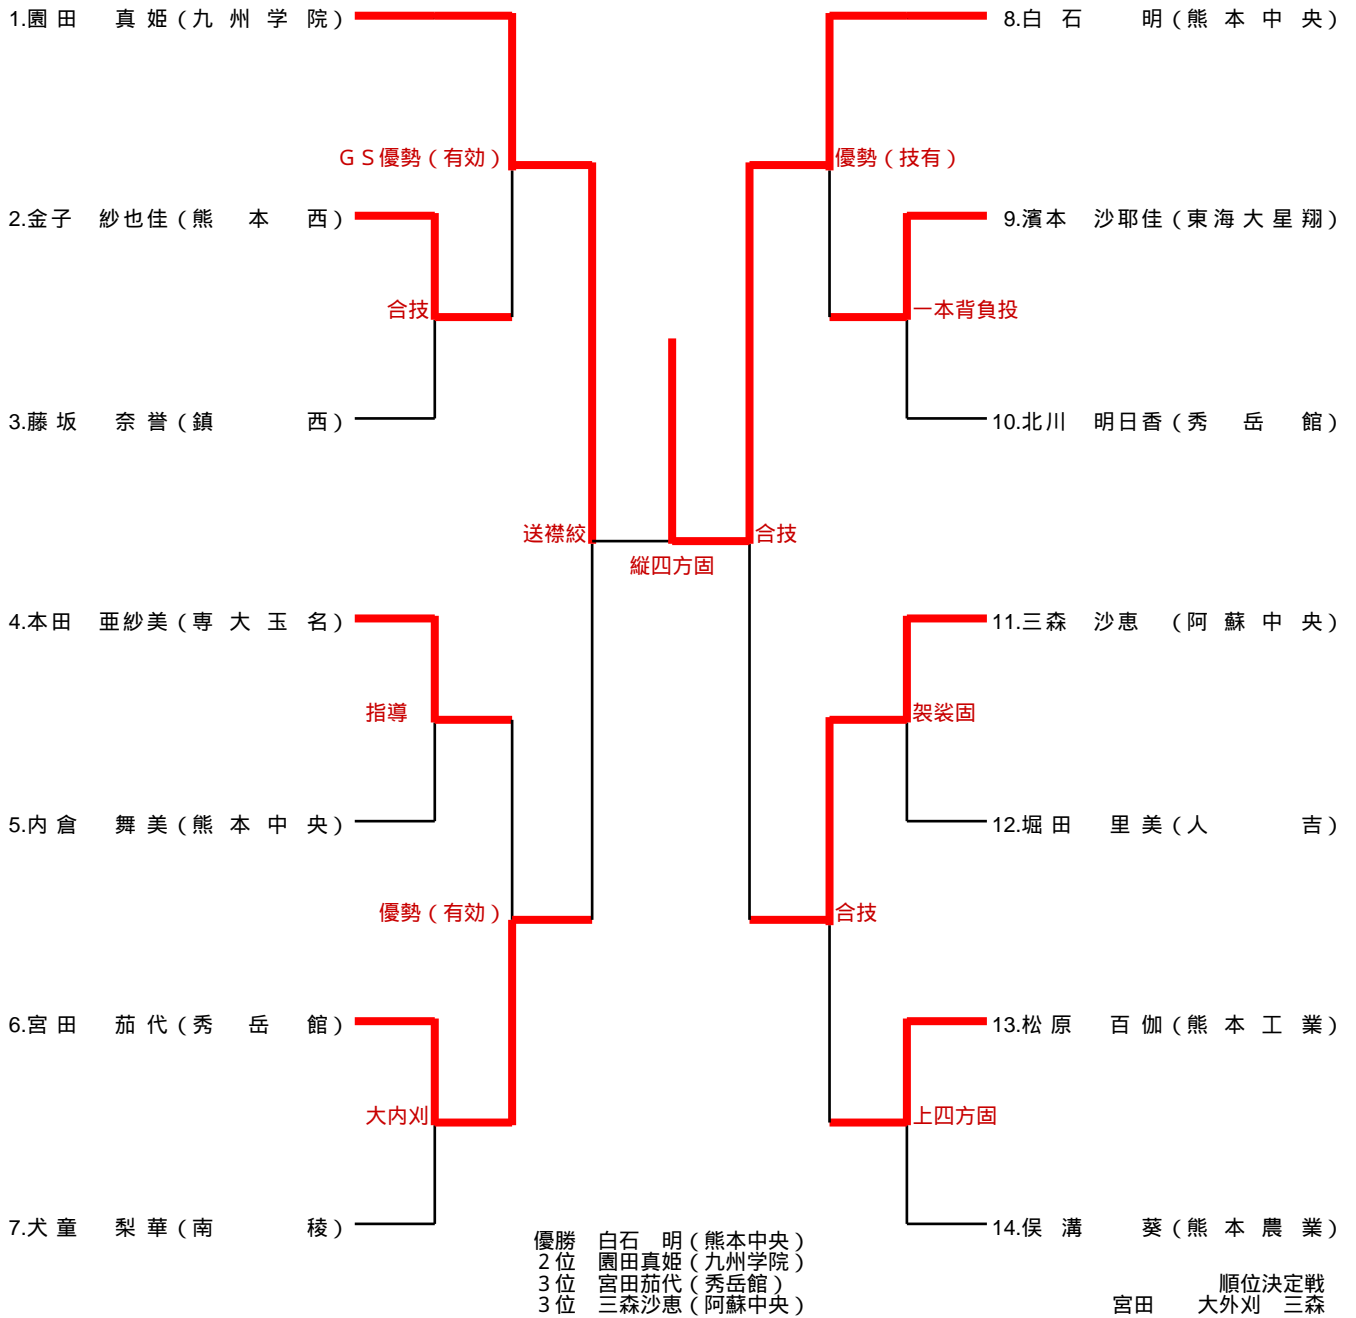 1.園田　真姫（九州学院）
GS優勢（有効）
2.金子　紗也佳（熊本西）
合技
3.藤坂　奈誉（鎮西）
送襟絞
4.本田　亜紗美（専大玉名）
指導
5.内倉　舞美（熊本中央）
優勢（有効）
6.宮田　茄代（秀岳館）
大内刈
7.犬童　梨華（南稜）
縦四方固
8.白石　明（熊本中央）
優勢（技有）
9.濱本　沙耶佳（東海大星翔）
一本背負投
10.北川　明日香（秀岳館）
合技
11.三森　沙恵（阿蘇中央）
袈裟固
12.堀田　里美（人吉）
合技
13.松原　百伽（熊本工業）
上四方固
14.俣溝　葵（熊本農業）
優勝　白石　明（熊本中央）
2位　園田真姫（九州学院）
3位　宮田茄代（秀岳館）
3位　三森沙恵（阿蘇中央）
順位決定戦
宮田　大外刈　三森